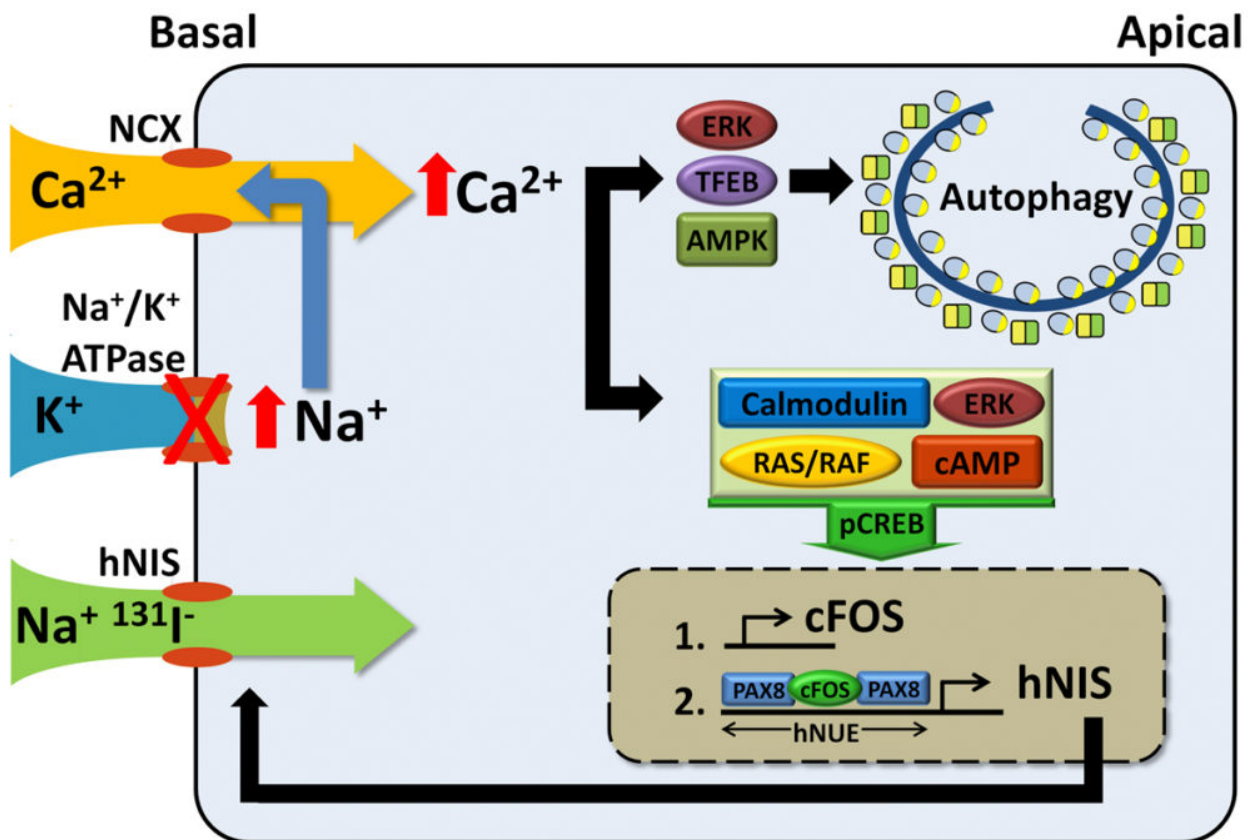 Basal
Apical
NCX
Ca²⁺
Ca²⁺
ERK
TFEB
AMPK
Autophagy
Na⁺/K⁺
ATPase
K⁺
Na⁺
Calmodulin
ERK
RAS/RAF
cAMP
pCREB
hNIS
Na⁺ ¹³¹I⁻
1. cFOS
2. PAX8 cFOS PAX8 hNIS
hNUE